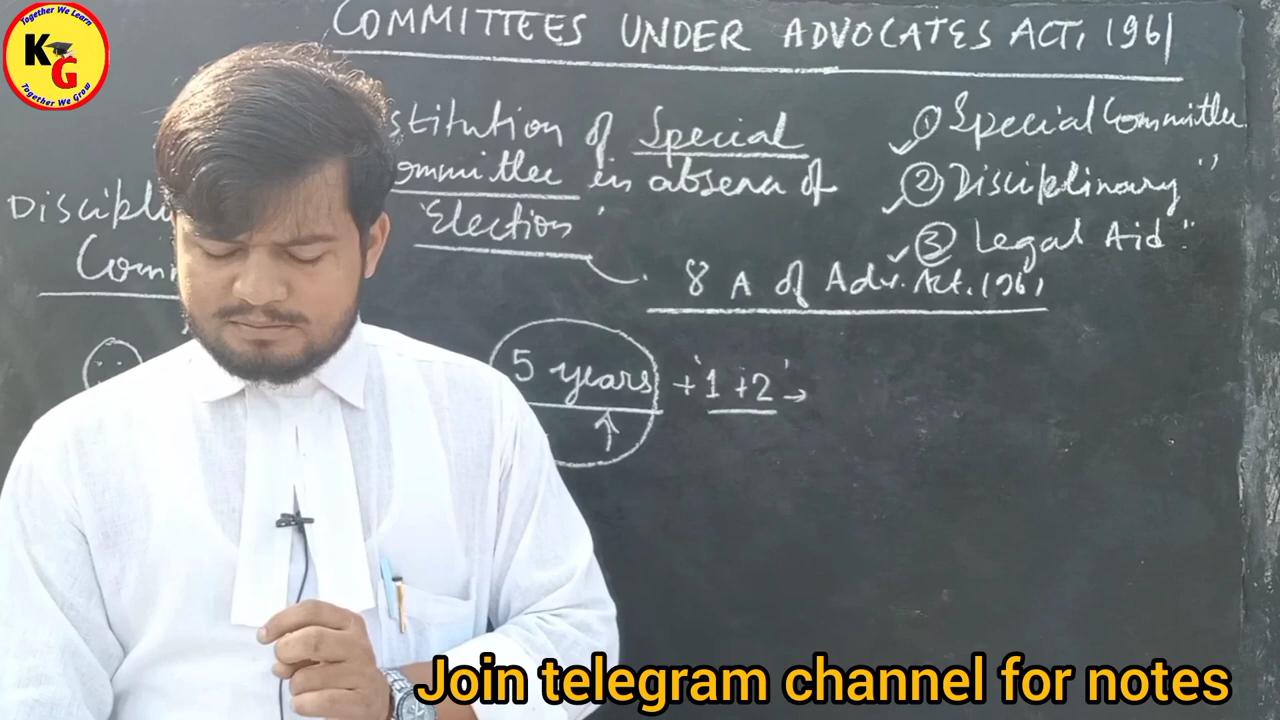 Together We Learn
KG
Together We Grow
COMMITTEES UNDER ADVOCATES ACT, 1961
stitution of Special
ommittee in absence of
'Election'
8 A of Adv. Act. 1961
① Special Committee
② Disciplinary "
③ Legal Aid "
Discipli
Com
5 years + '1 + 2' →
Join telegram channel for notes